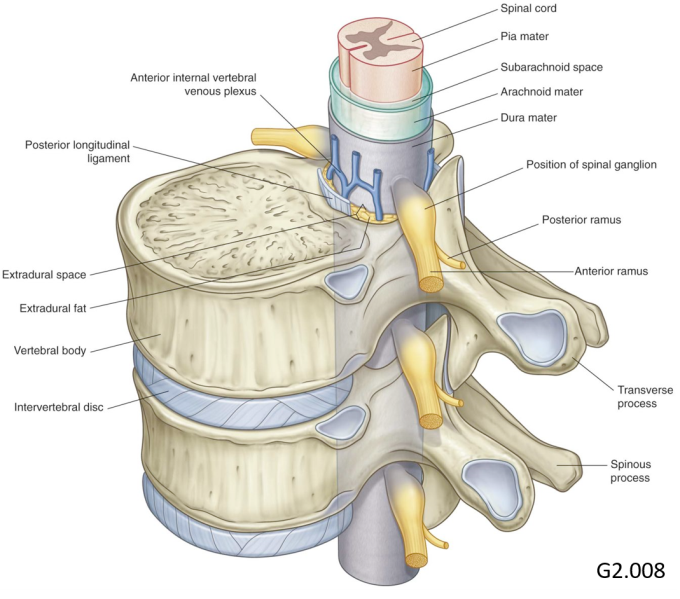 Spinal cord
Pia mater
Subarachnoid space
Arachnoid mater
Dura mater
Anterior internal vertebral
venous plexus
Posterior longitudinal
ligament
Position of spinal ganglion
Posterior ramus
Anterior ramus
Extradural space
Extradural fat
Vertebral body
Intervertebral disc
Transverse
process
Spinous
process
G2.008